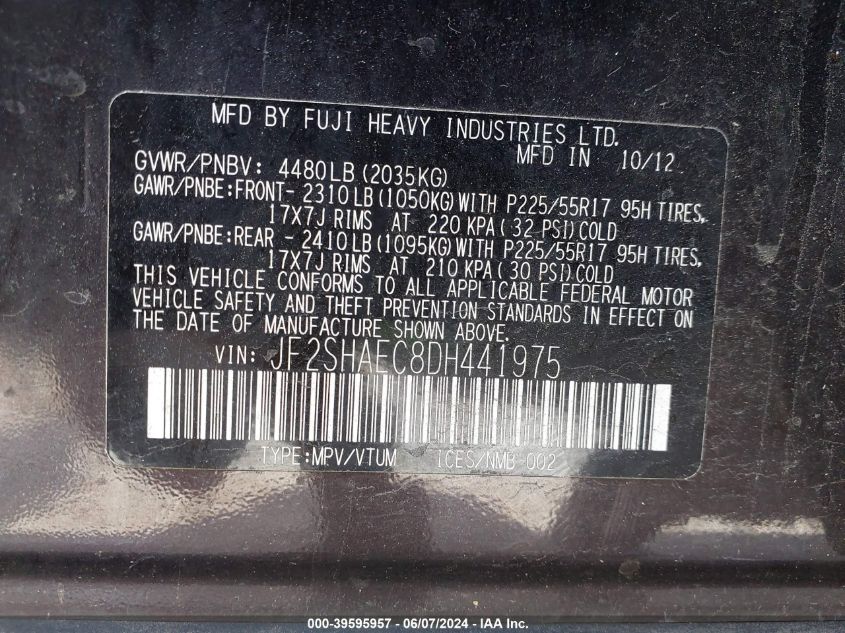 MFD BY FUJI HEAVY INDUSTRIES LTD.
MFD IN 10/12
GVWR/PNBV: 4480LB(2035KG)
GAWR/PNBE:FRONT- 2310LB(1050KG)WITH P225/55R17 95H TIRES,
17X7J RIMS AT 220 KPA(32 PSI)COLD
GAWR/PNBE:REAR - 2410LB(1095KG)WITH P225/55R17 95H TIRES,
17X7J RIMS AT 210 KPA(30 PSI)COLD
THIS VEHICLE CONFORMS TO ALL APPLICABLE FEDERAL MOTOR
VEHICLE SAFETY AND THEFT PREVENTION STANDARDS IN EFFECT ON
THE DATE OF MANUFACTURE SHOWN ABOVE.
VIN: JF2SHAEC8DH441975
TYPE:MPV/VTUM ICES/NMB-002
000-39595957 - 06/07/2024 - IAA Inc.